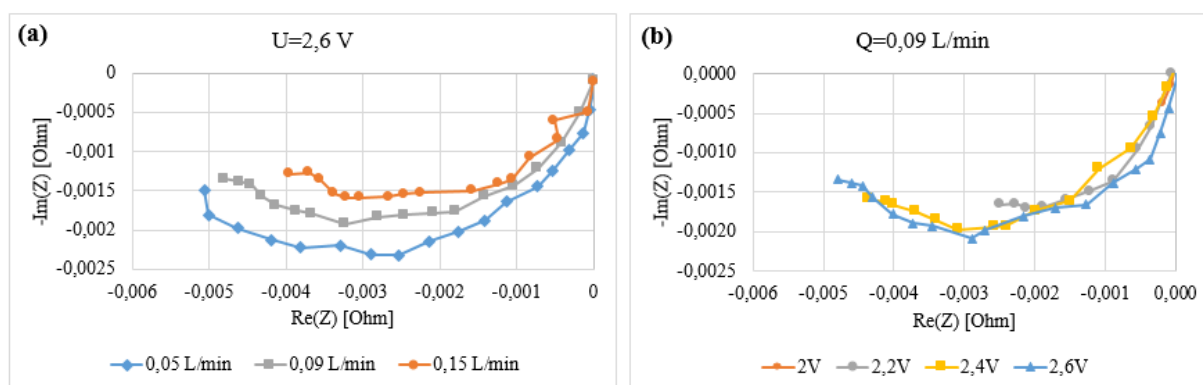 (a)
U=2,6 V
-Im(Z) [Ohm]
0
-0,0005
-0,001
-0,0015
-0,002
-0,0025
-0,006 -0,005 -0,004 -0,003 -0,002 -0,001 0
Re(Z) [Ohm]
0,05 L/min 0,09 L/min 0,15 L/min
(b)
Q=0,09 L/min
-Im(Z) [Ohm]
0,0000
-0,0005
-0,0010
-0,0015
-0,0020
-0,0025
-0,006 -0,005 -0,004 -0,003 -0,002 -0,001 0,000
Re(Z) [Ohm]
2V 2,2V 2,4V 2,6V